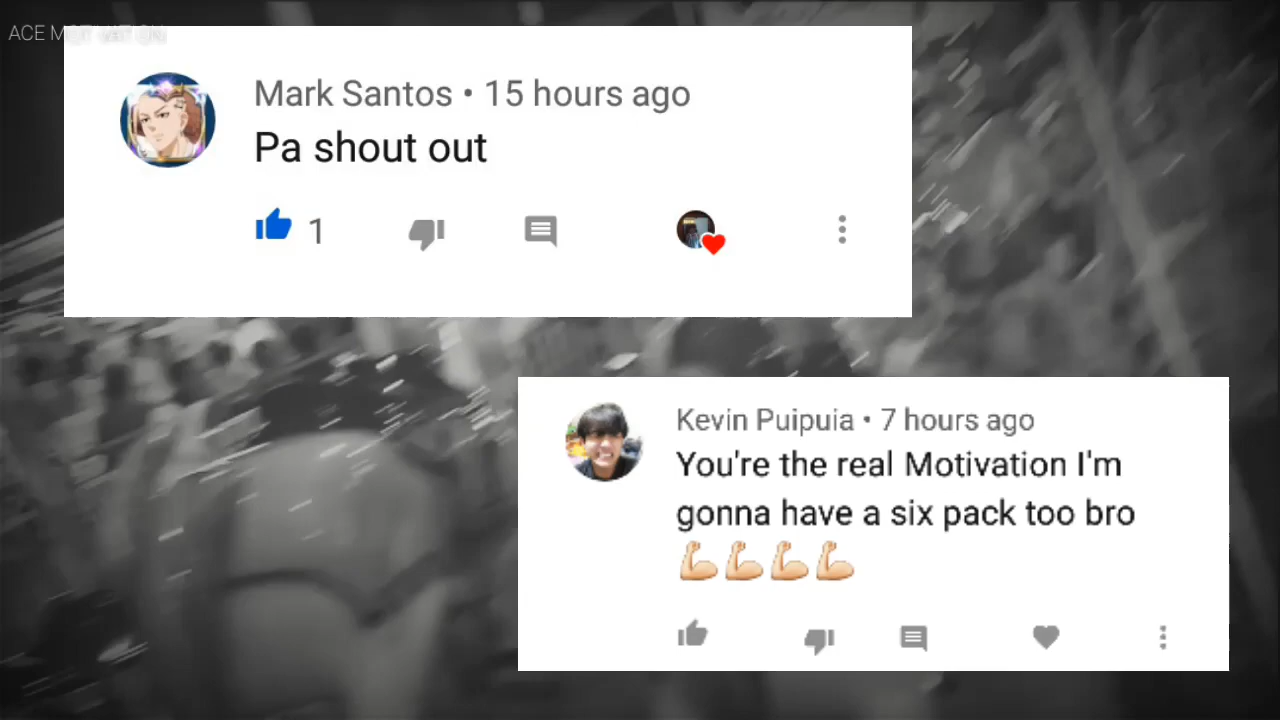 ACE MOTIVATION
Mark Santos • 15 hours ago
Pa shout out
1
Kevin Puipuia • 7 hours ago
You're the real Motivation I'm
gonna have a six pack too bro
💪🏻💪🏻💪🏻💪🏻